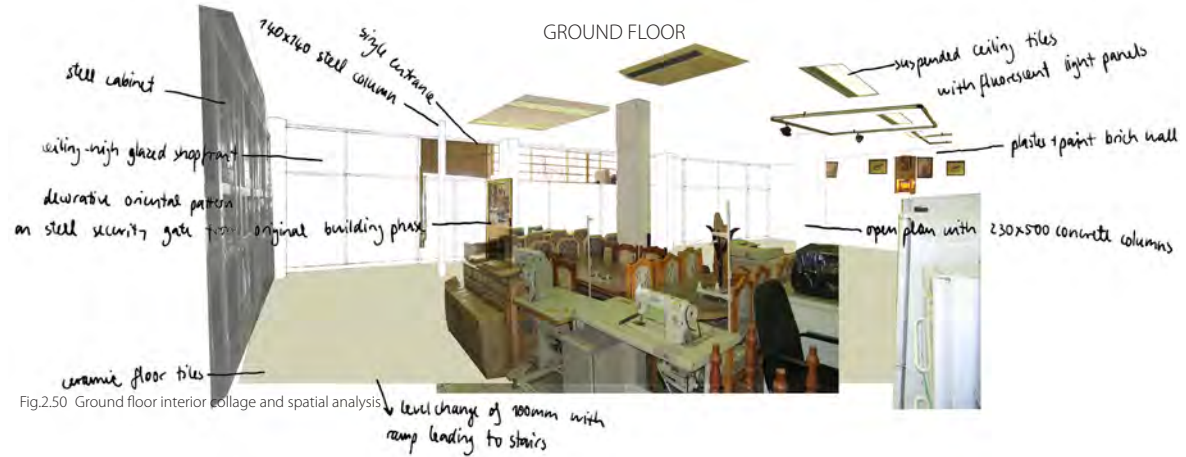 GROUND FLOOR
single entrance
140x140 steel column
steel cabinet
ceiling-high glazed shopfront
decorative oriental pattern
on steel security gate from original building phase
suspended ceiling tiles
with fluorescent light panels
plaster + paint brick wall
open plan with 230x500 concrete columns
ceramic floor tiles
Fig.2.50 Ground floor interior collage and spatial analysis
level change of 100mm with
ramp leading to stairs